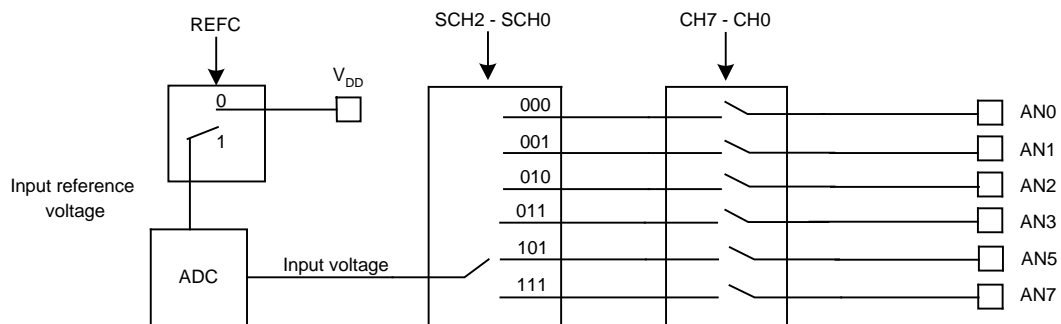 REFC
SCH2 - SCH0
CH7 - CH0
VDD
0
1
000
AN0
001
AN1
010
AN2
011
AN3
101
AN5
111
AN7
Input reference
voltage
ADC
Input voltage